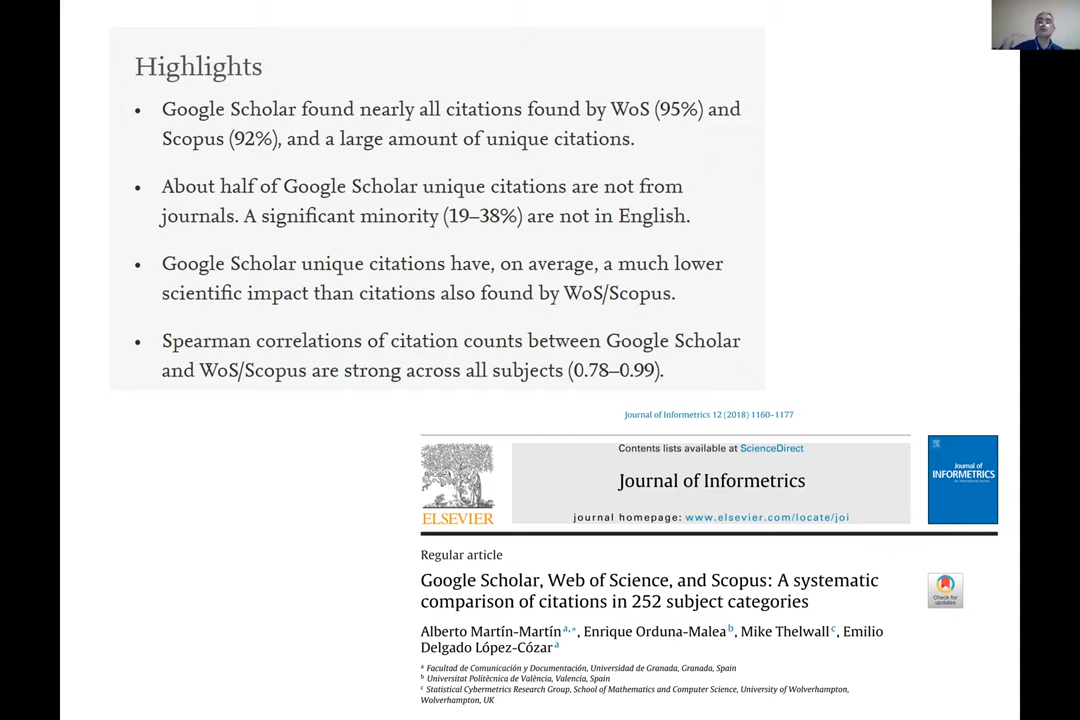 Highlights
• Google Scholar found nearly all citations found by WoS (95%) and
Scopus (92%), and a large amount of unique citations.
• About half of Google Scholar unique citations are not from
journals. A significant minority (19–38%) are not in English.
• Google Scholar unique citations have, on average, a much lower
scientific impact than citations also found by WoS/Scopus.
• Spearman correlations of citation counts between Google Scholar
and WoS/Scopus are strong across all subjects (0.78–0.99).
Journal of Informetrics 12 (2018) 1160–1177
Contents lists available at ScienceDirect
Journal of Informetrics
journal homepage: www.elsevier.com/locate/joi
ELSEVIER
Journal of
INFORMETRICS
Regular article
Google Scholar, Web of Science, and Scopus: A systematic
comparison of citations in 252 subject categories
Check for
updates
Alberto Martín-Martín a,*, Enrique Orduna-Malea b, Mike Thelwall c, Emilio
Delgado López-Cózar a
a Facultad de Comunicación y Documentación, Universidad de Granada, Granada, Spain
b Universitat Politècnica de València, Valencia, Spain
c Statistical Cybermetrics Research Group, School of Mathematics and Computer Science, University of Wolverhampton,
Wolverhampton, UK